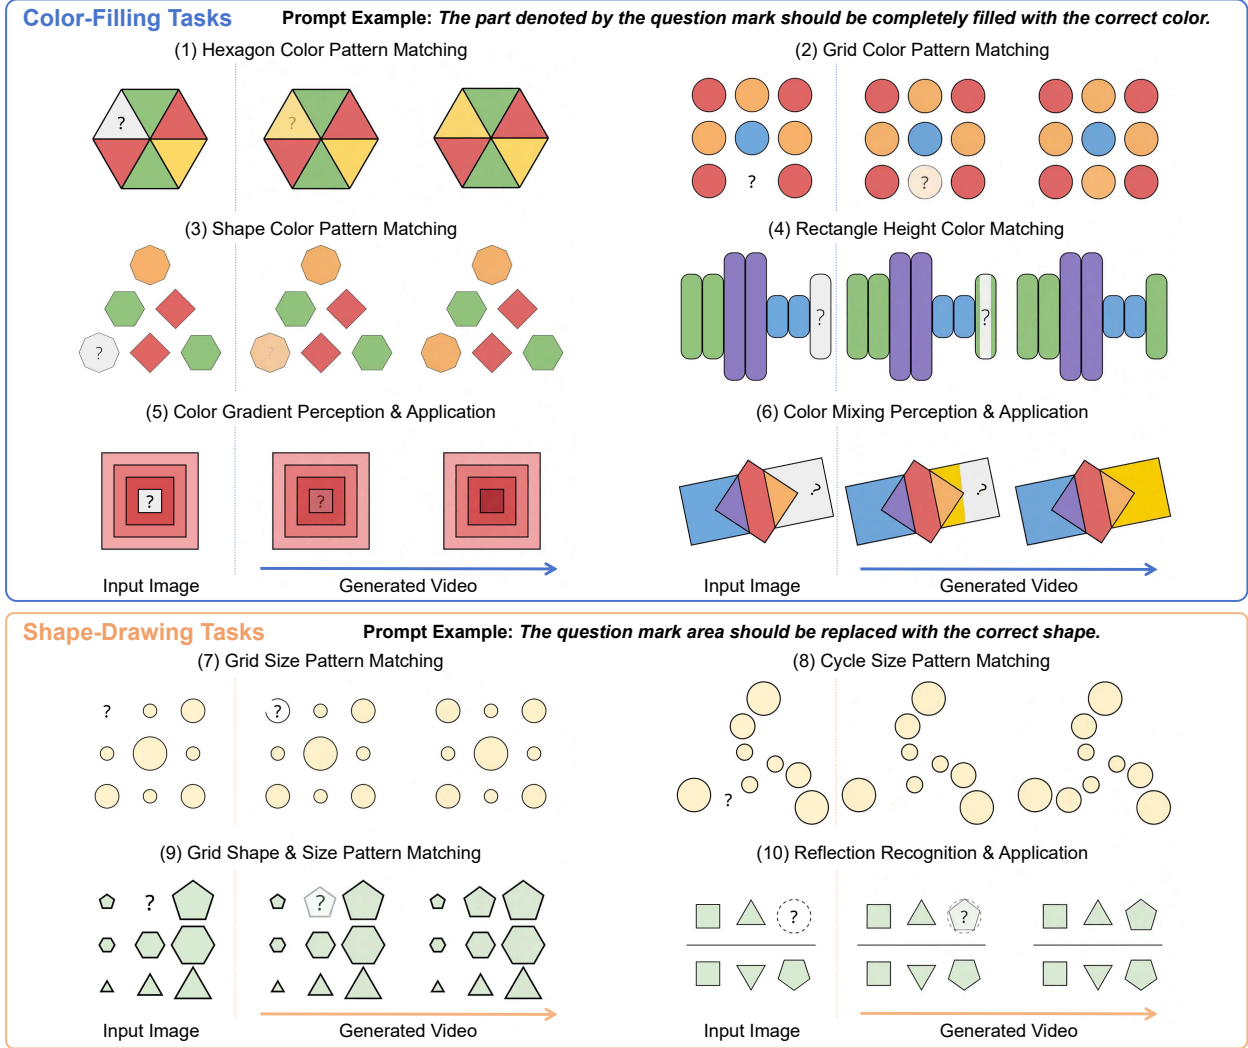 Color-Filling Tasks Prompt Example: The part denoted by the question mark should be completely filled with the correct color.
(1) Hexagon Color Pattern Matching
(2) Grid Color Pattern Matching
?
?
?
?
(3) Shape Color Pattern Matching
(4) Rectangle Height Color Matching
?
?
?
?
(5) Color Gradient Perception & Application
(6) Color Mixing Perception & Application
?
?
?
?
Input Image
Generated Video
Input Image
Generated Video
Shape-Drawing Tasks Prompt Example: The question mark area should be replaced with the correct shape.
(7) Grid Size Pattern Matching
(8) Cycle Size Pattern Matching
?
?
?
(9) Grid Shape & Size Pattern Matching
(10) Reflection Recognition & Application
?
?
?
?
Input Image
Generated Video
Input Image
Generated Video